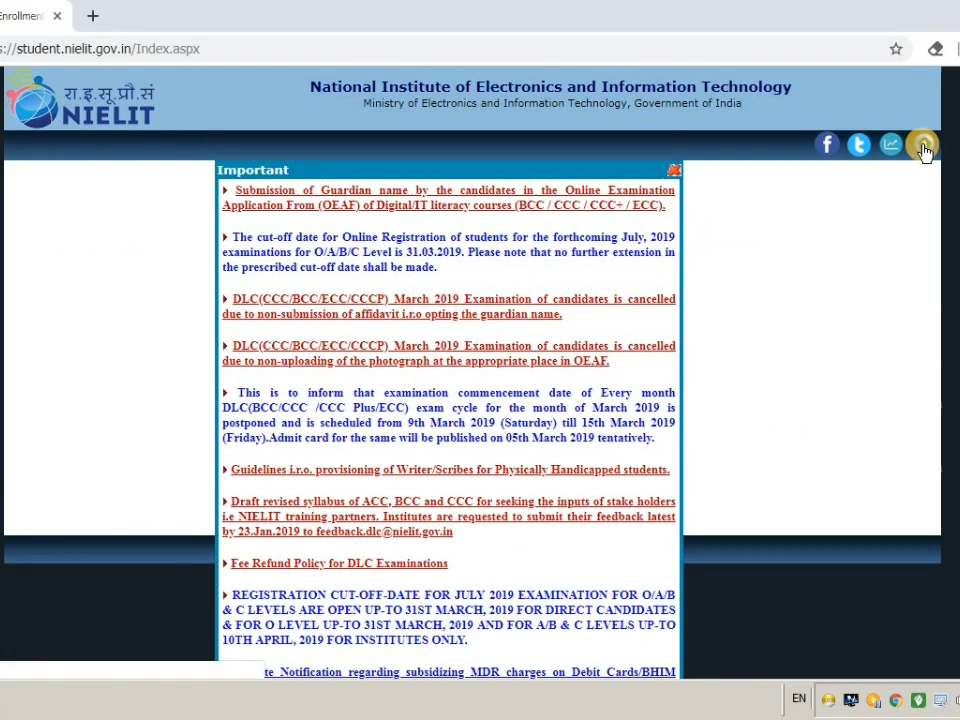 Enrollment
://student.nielit.gov.in/Index.aspx
रा.इ.सू.प्रौ.सं
NIELIT
National Institute of Electronics and Information Technology
Ministry of Electronics and Information Technology, Government of India
Important
Submission of Guardian name by the candidates in the Online Examination
Application From (OEAF) of Digital/IT literacy courses (BCC / CCC / CCC+ / ECC).
The cut-off date for Online Registration of students for the forthcoming July, 2019
examinations for O/A/B/C Level is 31.03.2019. Please note that no further extension in
the prescribed cut-off date shall be made.
DLC(CCC/BCC/ECC/CCCP) March 2019 Examination of candidates is cancelled
due to non-submission of affidavit i.r.o opting the guardian name.
DLC(CCC/BCC/ECC/CCCP) March 2019 Examination of candidates is cancelled
due to non-uploading of the photograph at the appropriate place in OEAF.
This is to inform that examination commencement date of Every month
DLC(BCC/CCC /CCC Plus/ECC) exam cycle for the month of March 2019 is
postponed and is scheduled from 9th March 2019 (Saturday) till 15th March 2019
(Friday).Admit card for the same will be published on 05th March 2019 tentatively.
Guidelines i.r.o. provisioning of Writer/Scribes for Physically Handicapped students.
Draft revised syllabus of ACC, BCC and CCC for seeking the inputs of stake holders
i.e NIELIT training partners. Institutes are requested to submit their feedback latest
by 23.Jan.2019 to feedback.dlc@nielit.gov.in
Fee Refund Policy for DLC Examinations
REGISTRATION CUT-OFF-DATE FOR JULY 2019 EXAMINATION FOR O/A/B
& C LEVELS ARE OPEN UP-TO 31ST MARCH, 2019 FOR DIRECT CANDIDATES
& FOR O LEVEL UP-TO 31ST MARCH, 2019 AND FOR A/B & C LEVELS UP-TO
10TH APRIL, 2019 FOR INSTITUTES ONLY.
te Notification regarding subsidizing MDR charges on Debit Cards/BHIM
EN